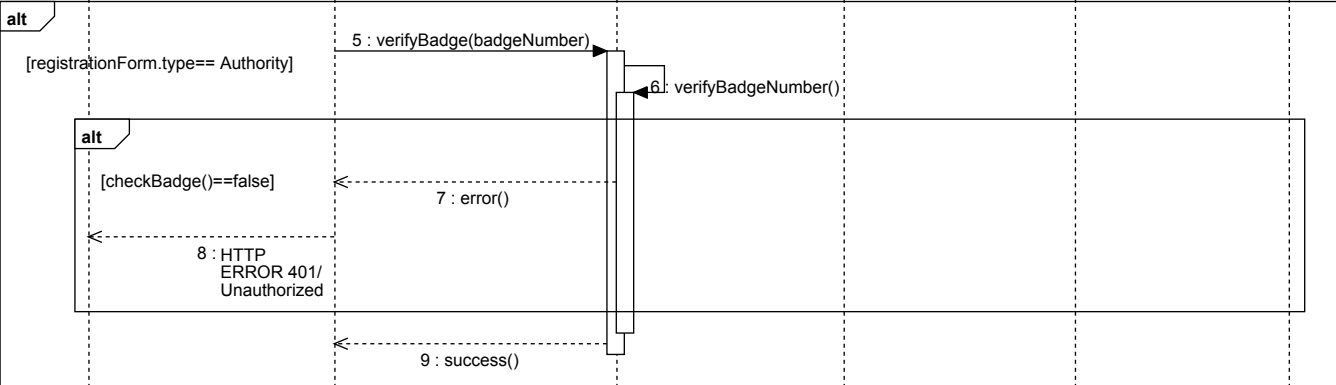 alt
5 : verifyBadge(badgeNumber)
[registrationForm.type== Authority]
6 : verifyBadgeNumber()
alt
[checkBadge()==false]
7 : error()
8 : HTTP
ERROR 401/
Unauthorized
9 : success()